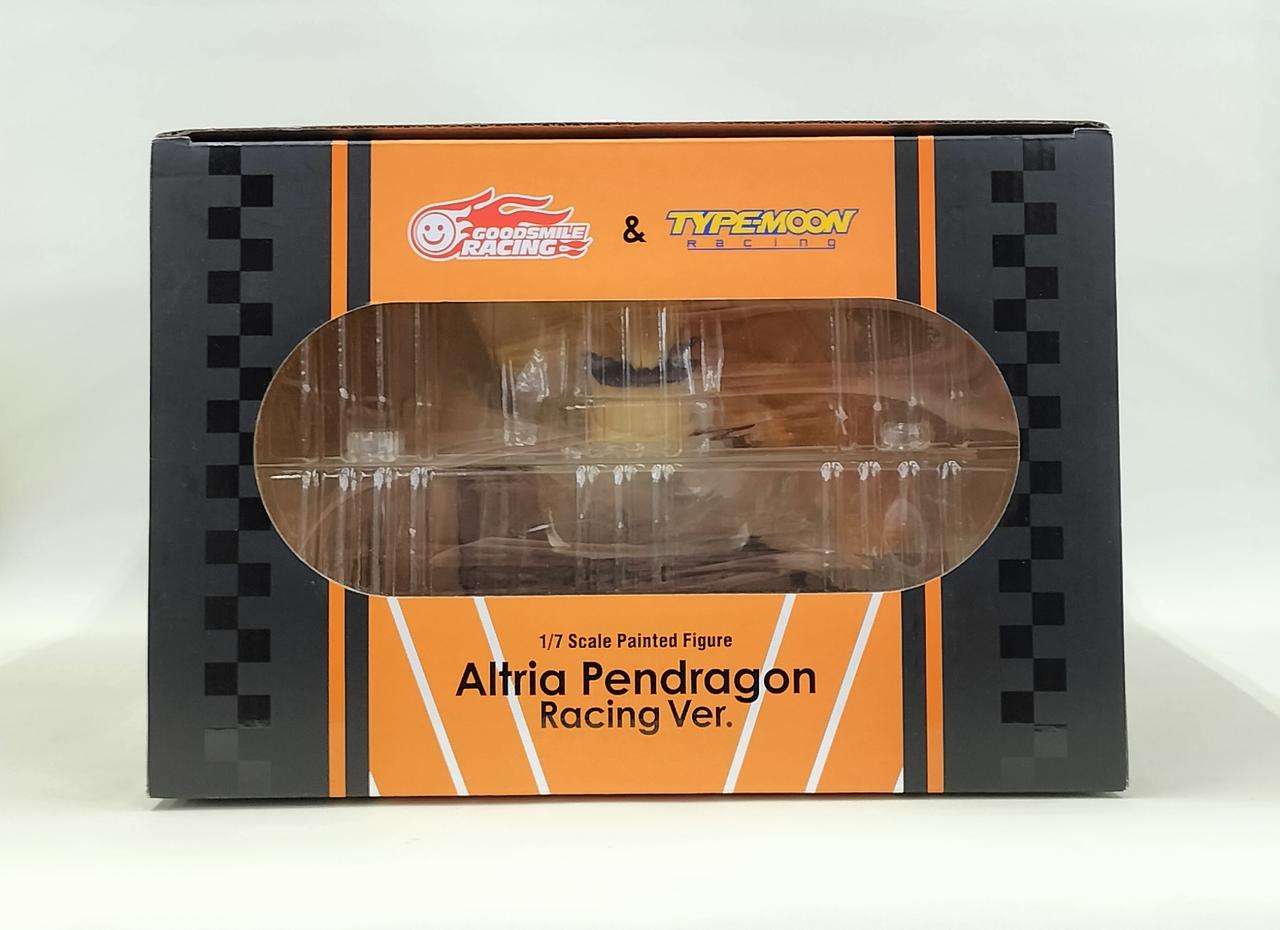 GOODSMILE
RACING
&
TYPE-MOON
Racing
1/7 Scale Painted Figure
Altria Pendragon
Racing Ver.